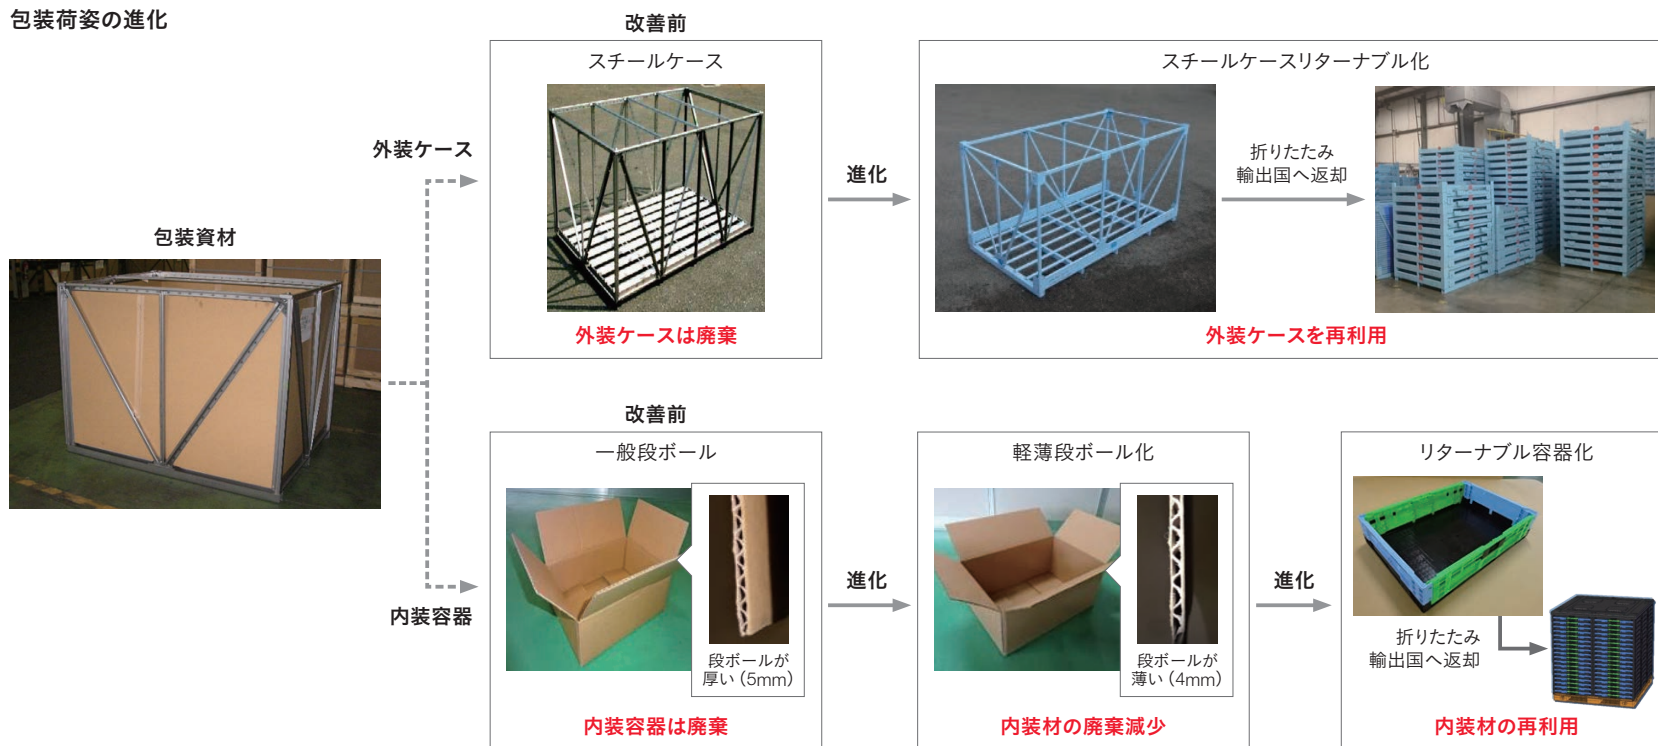 包装荷姿の進化
包装資材
外装ケース
改善前
スチールケース
外装ケースは廃棄
進化
スチールケースリターナブル化
折りたたみ
輸出国へ返却
外装ケースを再利用
内装容器
改善前
一般段ボール
段ボールが
厚い（5mm）
内装容器は廃棄
進化
軽薄段ボール化
段ボールが
薄い（4mm）
内装材の廃棄減少
進化
リターナブル容器化
折りたたみ
輸出国へ返却
内装材の再利用